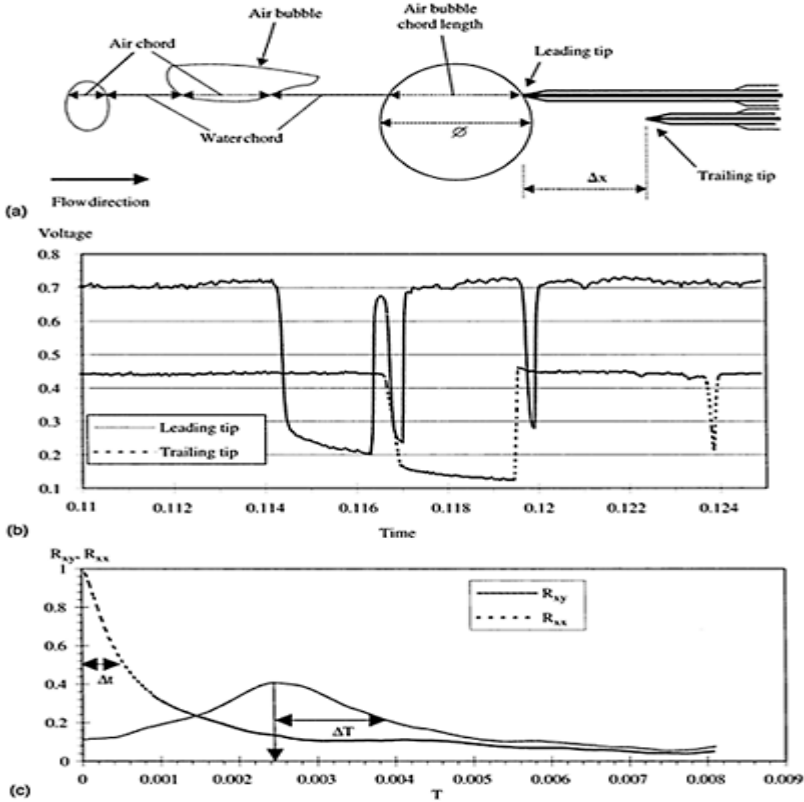 Air bubble
Air bubble
chord length
Air chord
Leading tip
Water chord
Ø
Δx
Trailing tip
Flow direction
(a)
Voltage
0.8
0.7
0.6
0.5
0.4
0.3
0.2
0.1
Leading tip
Trailing tip
0.11 0.112 0.114 0.116 0.118 0.12 0.122 0.124
(b)
Time
Rxy, Rxx
1
0.8
0.6
0.4
0.2
0
Rxy
Rxx
Δt
ΔT
0 0.001 0.002 0.003 0.004 0.005 0.006 0.007 0.008 0.009
(c)
T